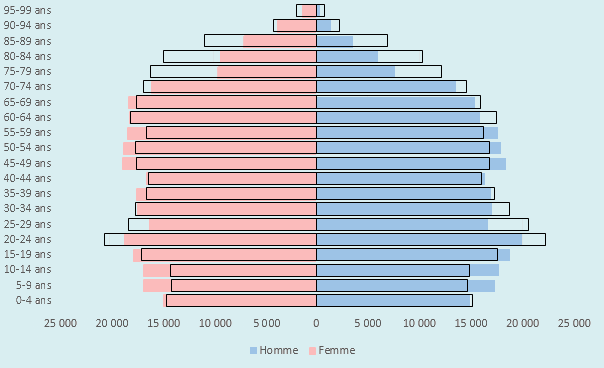 95-99 ans
90-94 ans
85-89 ans
80-84 ans
75-79 ans
70-74 ans
65-69 ans
60-64 ans
55-59 ans
50-54 ans
45-49 ans
40-44 ans
35-39 ans
30-34 ans
25-29 ans
20-24 ans
15-19 ans
10-14 ans
5-9 ans
0-4 ans
25 000 20 000 15 000 10 000 5 000 0 5 000 10 000 15 000 20 000 25 000
Homme Femme